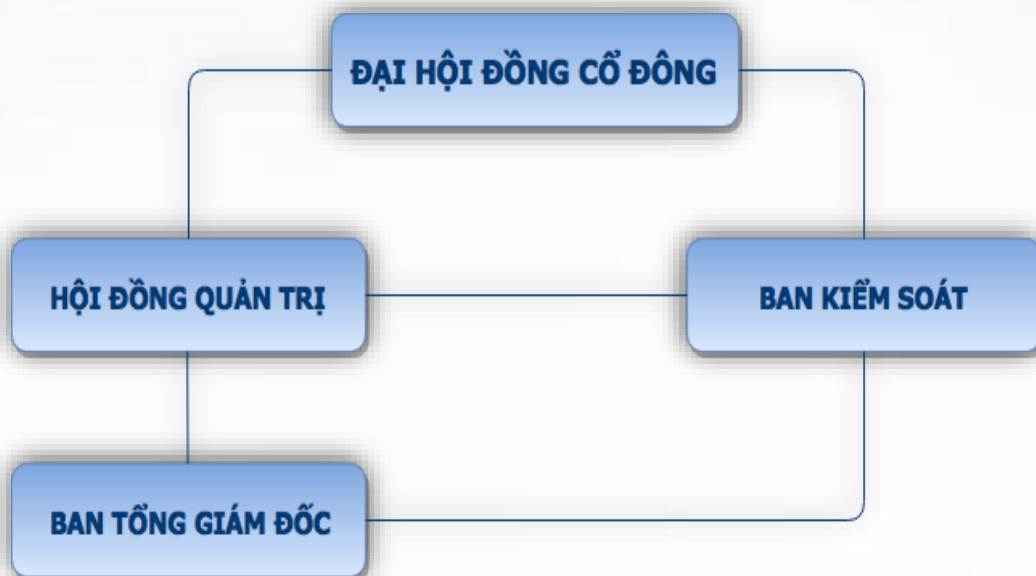 ĐẠI HỘI ĐỒNG CỔ ĐÔNG
HỘI ĐỒNG QUẢN TRỊ
BAN KIỂM SOÁT
BAN TỔNG GIÁM ĐỐC